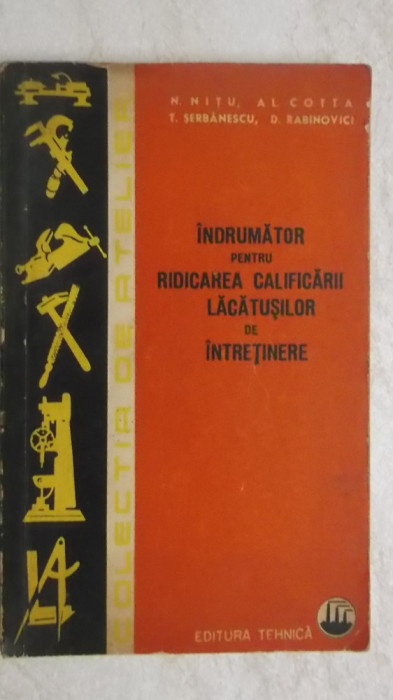 N. NIȚU, AL. COTTA
T. ȘERBĂNESCU, D. RABINOVICI
ÎNDRUMĂTOR
PENTRU
RIDICAREA CALIFICĂRII
LĂCĂTUȘILOR
DE
ÎNTREȚINERE
COLECȚIA DE ATELIER
EDITURA TEHNICĂ